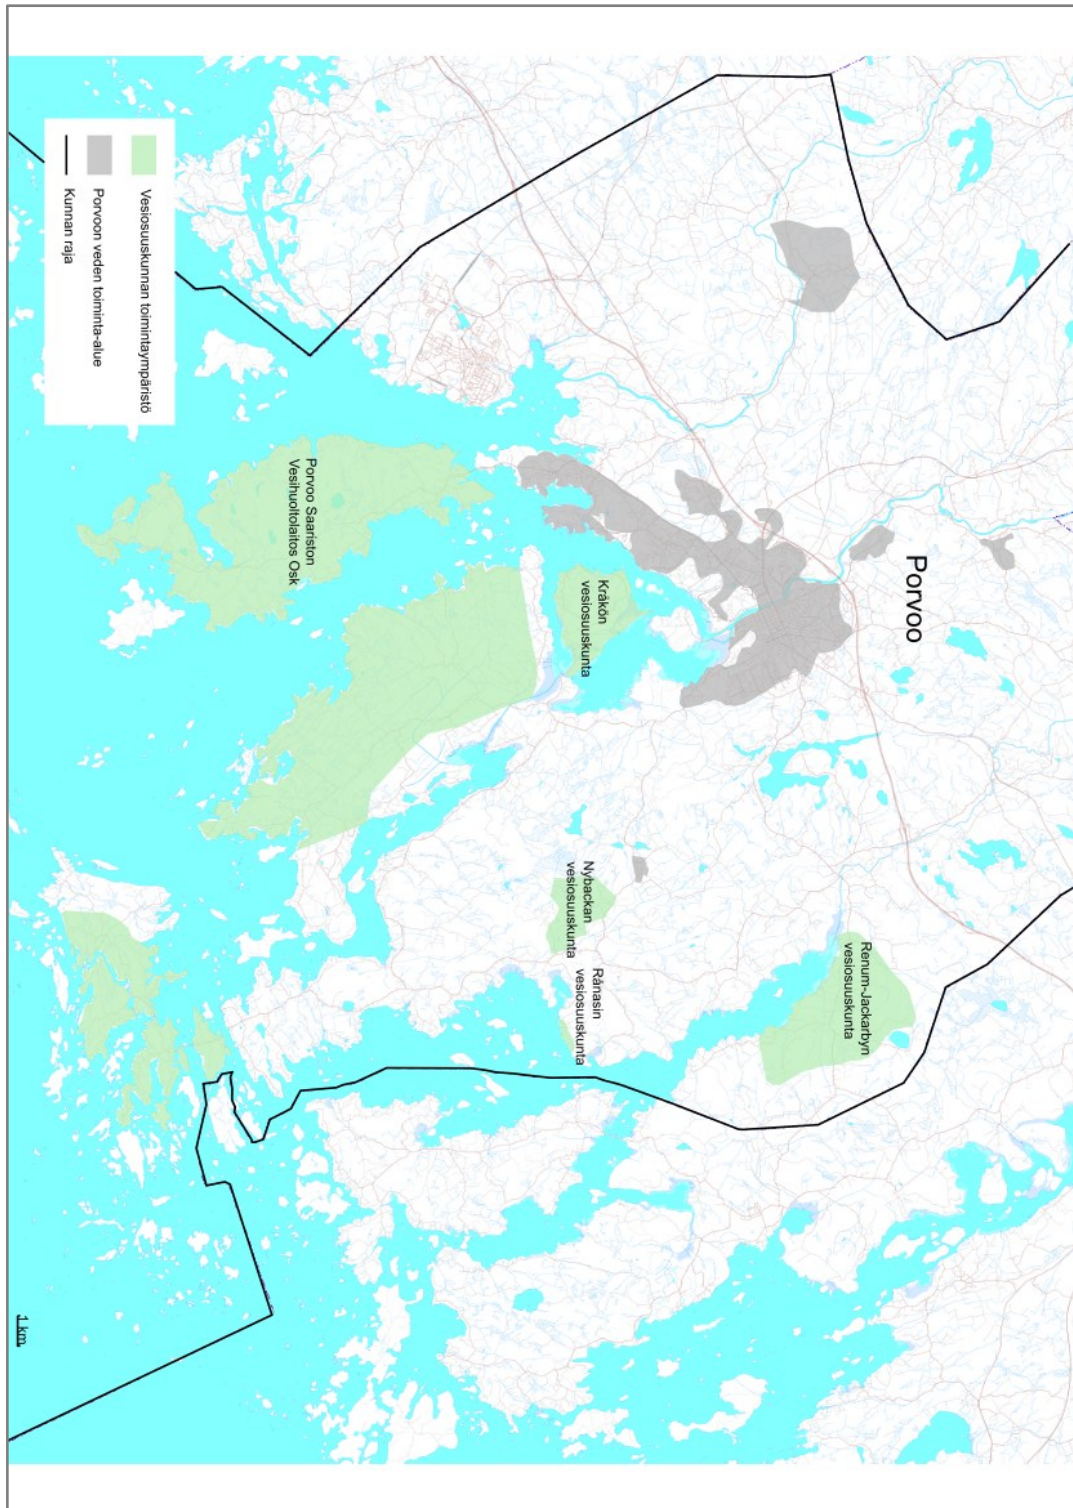 Porvoo
Renum-Jackarbyn
vesiosuuskunta
Kråkön
vesiosuuskunta
Nybackan
vesiosuuskunta
Rånasin
vesiosuuskunta
Porvoo Saariston
Vesihuoltolaitos Osk
Vesiosuuskunnan toimintaympäristö
Porvoon veden toiminta-alue
Kunnan raja
1 km